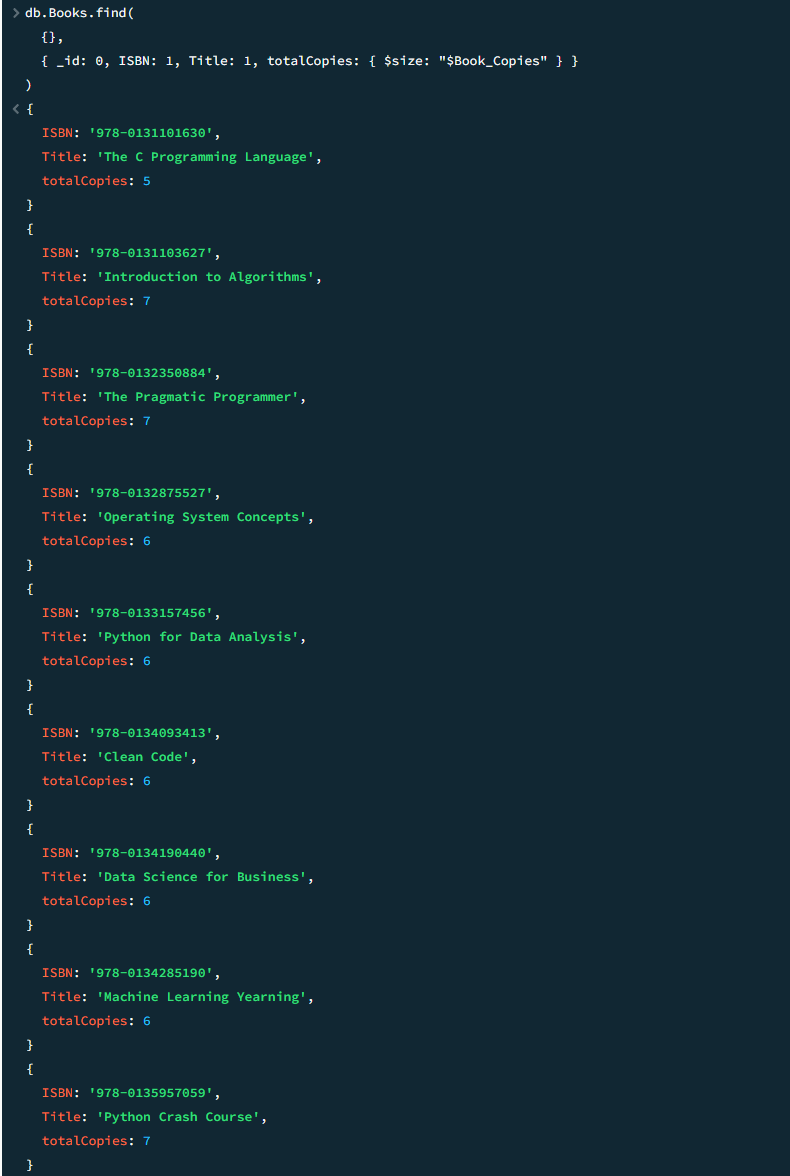 > db.Books.find(
{},
{ _id: 0, ISBN: 1, Title: 1, totalCopies: { $size: "$Book_Copies" } }
)
< {
ISBN: '978-0131101630',
Title: 'The C Programming Language',
totalCopies: 5
}
{
ISBN: '978-0131103627',
Title: 'Introduction to Algorithms',
totalCopies: 7
}
{
ISBN: '978-0132350884',
Title: 'The Pragmatic Programmer',
totalCopies: 7
}
{
ISBN: '978-0132875527',
Title: 'Operating System Concepts',
totalCopies: 6
}
{
ISBN: '978-0133157456',
Title: 'Python for Data Analysis',
totalCopies: 6
}
{
ISBN: '978-0134093413',
Title: 'Clean Code',
totalCopies: 6
}
{
ISBN: '978-0134190440',
Title: 'Data Science for Business',
totalCopies: 6
}
{
ISBN: '978-0134285190',
Title: 'Machine Learning Yearning',
totalCopies: 6
}
{
ISBN: '978-0135957059',
Title: 'Python Crash Course',
totalCopies: 7
}